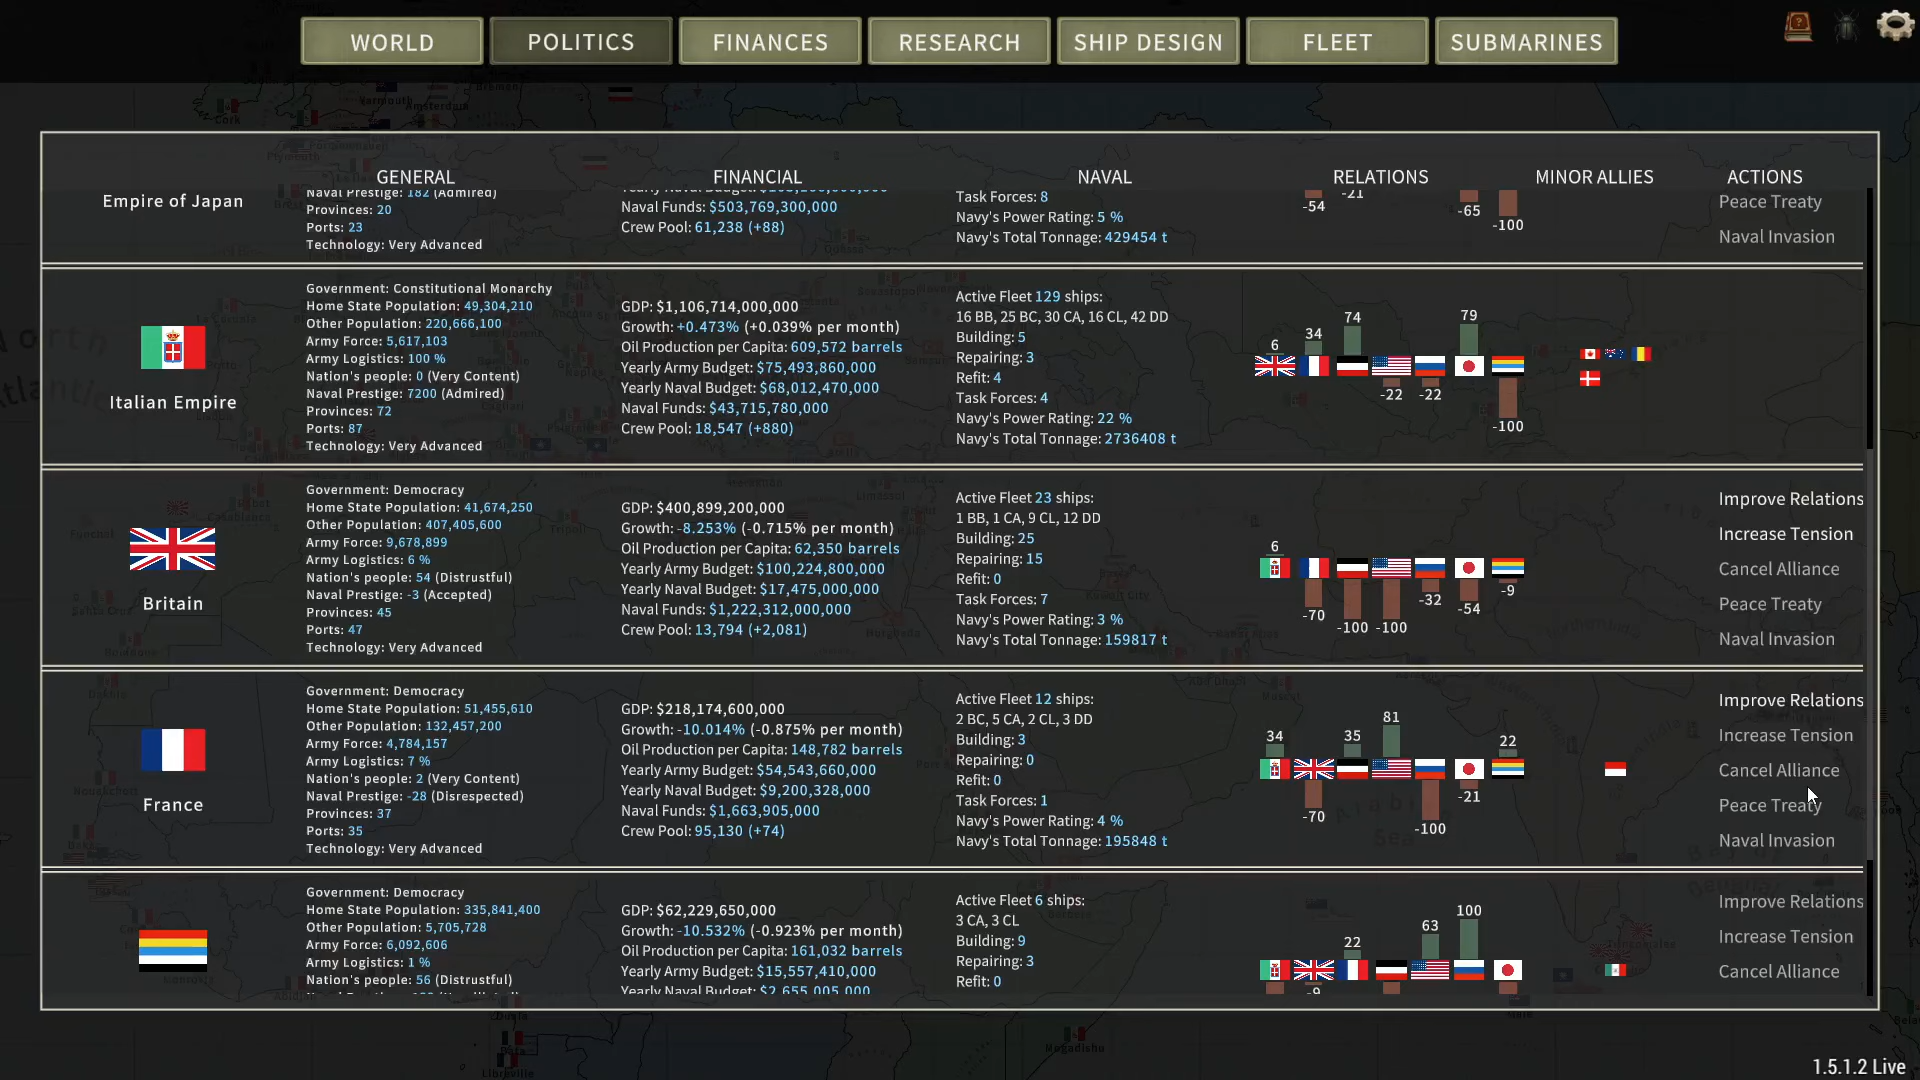 WORLD
POLITICS
FINANCES
RESEARCH
SHIP DESIGN
FLEET
SUBMARINES
GENERAL
FINANCIAL
NAVAL
RELATIONS
MINOR ALLIES
ACTIONS
Empire of Japan
Naval Prestige: 182 (Admired)
Provinces: 20
Ports: 23
Technology: Very Advanced
Naval Funds: $503,769,300,000
Crew Pool: 61,238 (+88)
Task Forces: 8
Navy's Power Rating: 5 %
Navy's Total Tonnage: 429454 t
-54
-21
-65
-100
Peace Treaty
Naval Invasion
Italian Empire
Government: Constitutional Monarchy
Home State Population: 49,304,210
Other Population: 220,666,100
Army Force: 5,617,103
Army Logistics: 100 %
Nation's people: 0 (Very Content)
Naval Prestige: 7200 (Admired)
Provinces: 72
Ports: 87
Technology: Very Advanced
GDP: $1,106,714,000,000
Growth: +0.473% (+0.039% per month)
Oil Production per Capita: 609,572 barrels
Yearly Army Budget: $75,493,860,000
Yearly Naval Budget: $68,012,470,000
Naval Funds: $43,715,780,000
Crew Pool: 18,547 (+880)
Active Fleet 129 ships:
16 BB, 25 BC, 30 CA, 16 CL, 42 DD
Building: 5
Repairing: 3
Refit: 4
Task Forces: 4
Navy's Power Rating: 22 %
Navy's Total Tonnage: 2736408 t
6
34
74
-22
-22
79
-100
Britain
Government: Democracy
Home State Population: 41,674,250
Other Population: 407,405,600
Army Force: 9,678,899
Army Logistics: 6 %
Nation's people: 54 (Distrustful)
Naval Prestige: -3 (Accepted)
Provinces: 45
Ports: 47
Technology: Very Advanced
GDP: $400,899,200,000
Growth: -8.253% (-0.715% per month)
Oil Production per Capita: 62,350 barrels
Yearly Army Budget: $100,224,800,000
Yearly Naval Budget: $17,475,000,000
Naval Funds: $1,222,312,000,000
Crew Pool: 13,794 (+2,081)
Active Fleet 23 ships:
1 BB, 1 CA, 9 CL, 12 DD
Building: 25
Repairing: 15
Refit: 0
Task Forces: 7
Navy's Power Rating: 3 %
Navy's Total Tonnage: 159817 t
6
-70
-100
-100
-32
-54
-9
Improve Relations
Increase Tension
Cancel Alliance
Peace Treaty
Naval Invasion
France
Government: Democracy
Home State Population: 51,455,610
Other Population: 132,457,200
Army Force: 4,784,157
Army Logistics: 7 %
Nation's people: 2 (Very Content)
Naval Prestige: -28 (Disrespected)
Provinces: 37
Ports: 35
Technology: Very Advanced
GDP: $218,174,600,000
Growth: -10.014% (-0.875% per month)
Oil Production per Capita: 148,782 barrels
Yearly Army Budget: $54,543,660,000
Yearly Naval Budget: $9,200,328,000
Naval Funds: $1,663,905,000
Crew Pool: 95,130 (+74)
Active Fleet 12 ships:
2 BC, 5 CA, 2 CL, 3 DD
Building: 3
Repairing: 0
Refit: 0
Task Forces: 1
Navy's Power Rating: 4 %
Navy's Total Tonnage: 195848 t
34
-70
35
81
-100
-21
22
Improve Relations
Increase Tension
Cancel Alliance
Peace Treaty
Naval Invasion
Government: Democracy
Home State Population: 335,841,400
Other Population: 5,705,728
Army Force: 6,092,606
Army Logistics: 1 %
Nation's people: 56 (Distrustful)
GDP: $62,229,650,000
Growth: -10.532% (-0.923% per month)
Oil Production per Capita: 161,032 barrels
Yearly Army Budget: $15,557,410,000
Yearly Naval Budget: $2,655,005,000
Active Fleet 6 ships:
3 CA, 3 CL
Building: 9
Repairing: 3
Refit: 0
-9
22
63
100
Improve Relations
Increase Tension
Cancel Alliance
1.5.1.2 Live